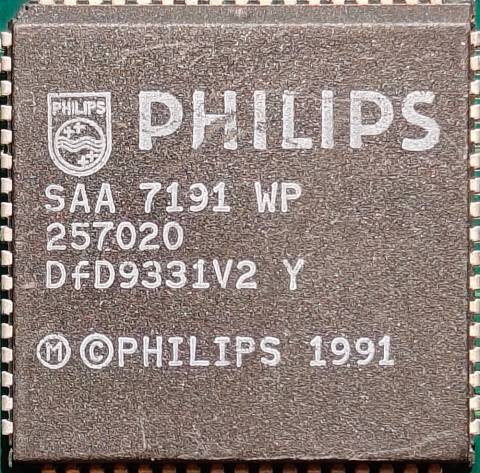 PHILIPS PHILIPS
SAA 7191 WP
257020
DfD9331V2 Y
Ⓜ ©PHILIPS 1991